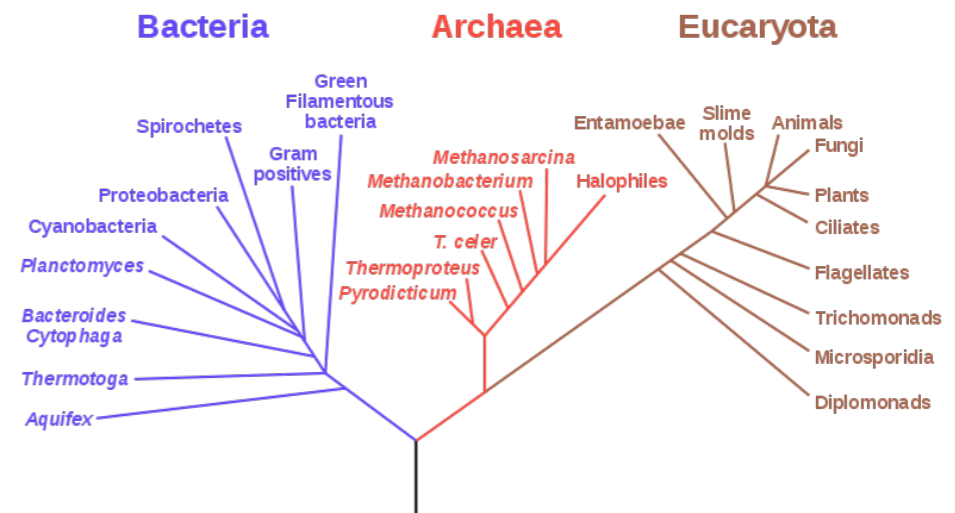 Bacteria
Archaea
Eucaryota
Green
Filamentous
bacteria
Spirochetes
Gram
positives
Proteobacteria
Cyanobacteria
Planctomyces
Bacteroides
Cytophaga
Thermotoga
Aquifex
Methanosarcina
Methanobacterium
Halophiles
Methanococcus
T. celer
Thermoproteus
Pyrodicticum
Entamoebae
Slime
molds
Animals
Fungi
Plants
Ciliates
Flagellates
Trichomonads
Microsporidia
Diplomonads